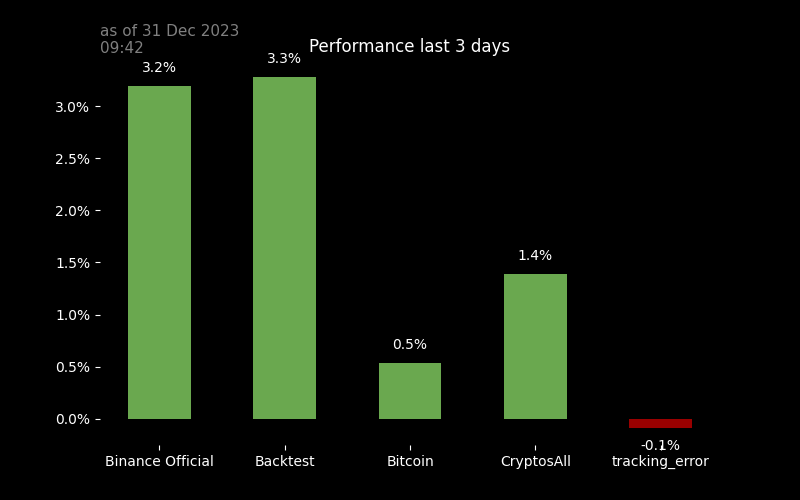 as of 31 Dec 2023
09:42
Performance last 3 days
3.2%
3.3%
0.5%
1.4%
-0.1%
3.0%
2.5%
2.0%
1.5%
1.0%
0.5%
0.0%
Binance Official
Backtest
Bitcoin
CryptosAll
tracking_error